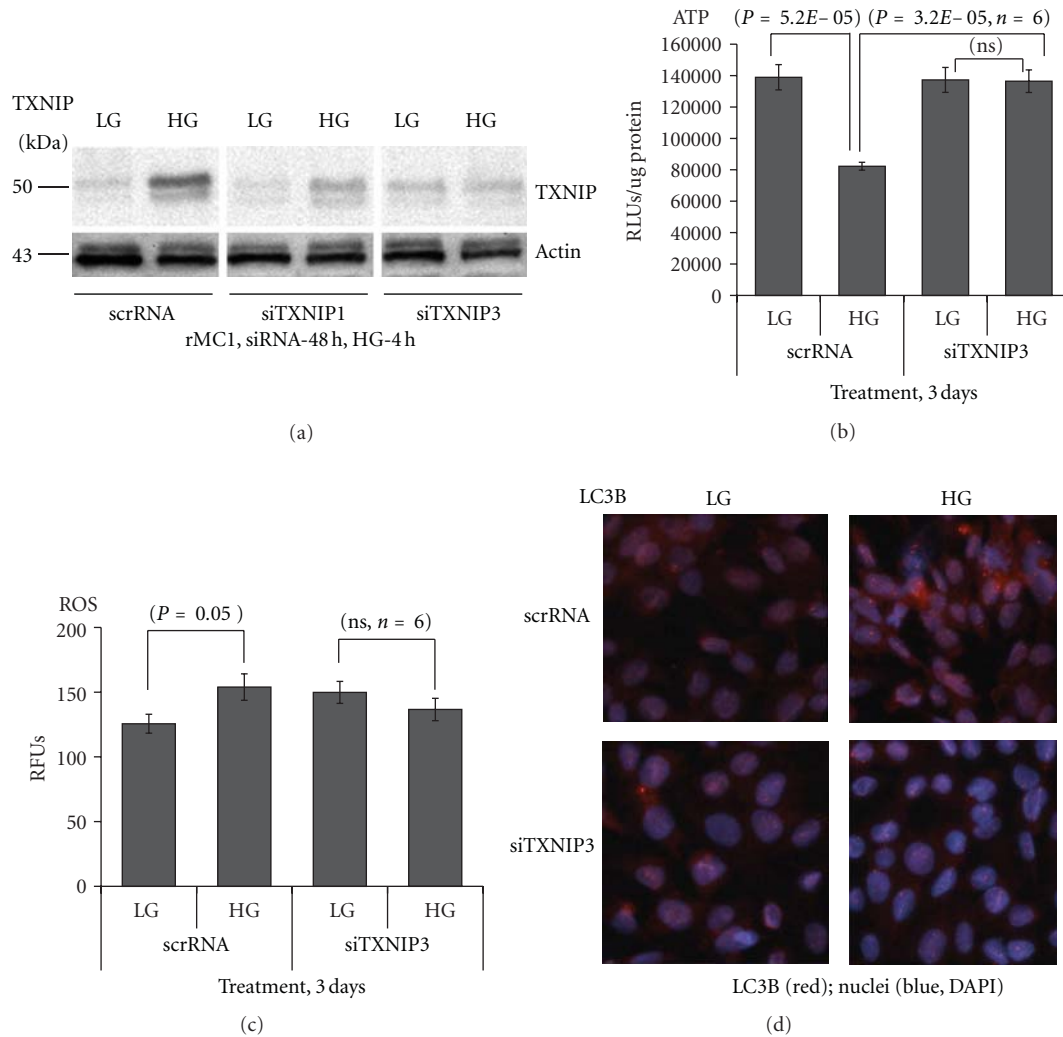 TXNIP
(kDa)
LG HG LG HG LG HG
50
TXNIP
43
Actin
scrRNA siTXNIP1 siTXNIP3
rMC1, siRNA-48 h, HG-4 h
(a)
ATP (P = 5.2E–05) (P = 3.2E–05, n = 6)
(ns)
160000
140000
120000
100000
80000
60000
40000
20000
0
RLUs/ug protein
LG HG LG HG
scrRNA siTXNIP3
Treatment, 3 days
(b)
ROS
(P = 0.05 ) (ns, n = 6)
200
150
100
50
0
RFUs
LG HG LG HG
scrRNA siTXNIP3
Treatment, 3 days
(c)
LC3B LG HG
scrRNA
siTXNIP3
LC3B (red); nuclei (blue, DAPI)
(d)